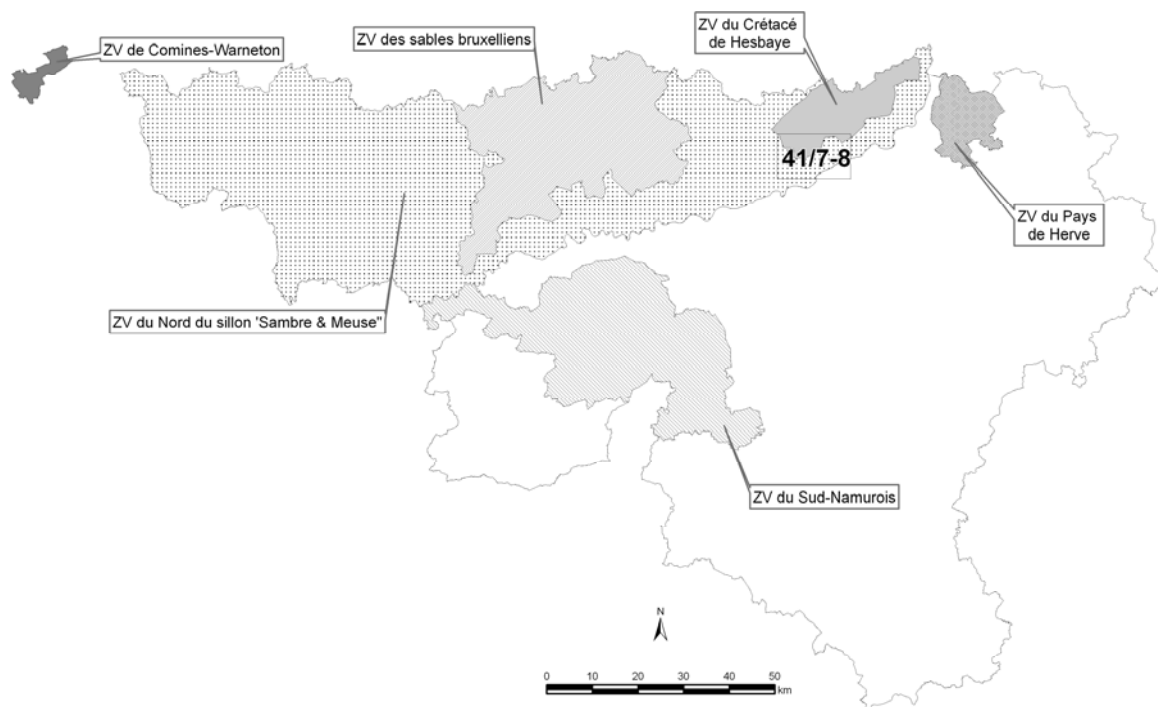 ZV de Comines-Warneton
ZV des sables bruxelliens
ZV du Crétacé
de Hesbaye
41/7-8
ZV du Pays
de Herve
ZV du Nord du sillon 'Sambre & Meuse"
ZV du Sud-Namurois
N
0 10 20 30 40 50
km